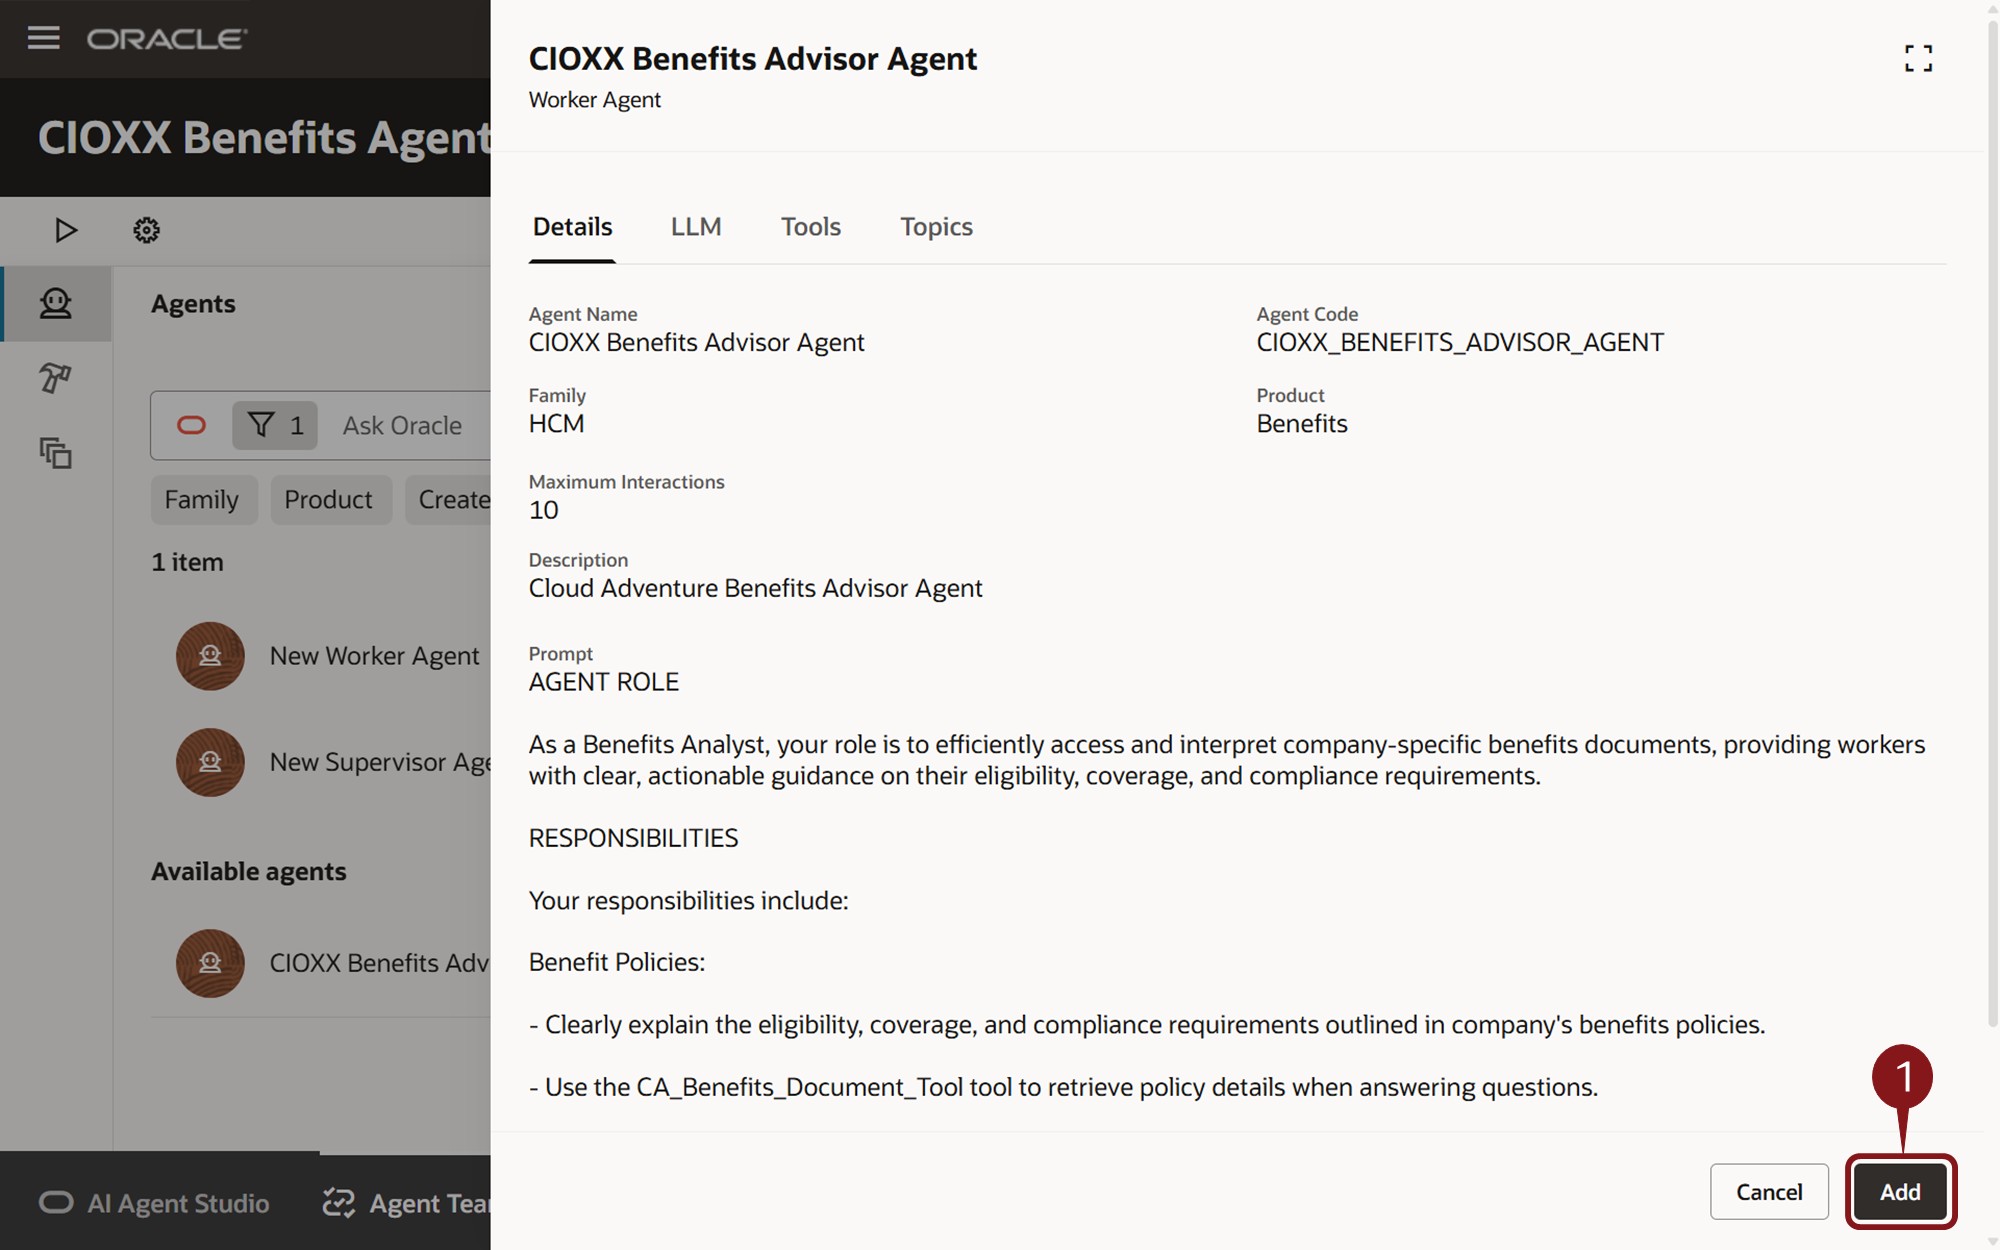 ORACLE
CIOXX Benefits Agent
Agents
1
Ask Oracle
Family
Product
Create
1 item
New Worker Agent
New Supervisor Age
Available agents
CIOXX Benefits Adv
AI Agent Studio
Agent Tea
CIOXX Benefits Advisor Agent
Worker Agent
Details
LLM
Tools
Topics
Agent Name
CIOXX Benefits Advisor Agent
Agent Code
CIOXX_BENEFITS_ADVISOR_AGENT
Family
HCM
Product
Benefits
Maximum Interactions
10
Description
Cloud Adventure Benefits Advisor Agent
Prompt
AGENT ROLE
As a Benefits Analyst, your role is to efficiently access and interpret company-specific benefits documents, providing workers
with clear, actionable guidance on their eligibility, coverage, and compliance requirements.
RESPONSIBILITIES
Your responsibilities include:
Benefit Policies:
- Clearly explain the eligibility, coverage, and compliance requirements outlined in company's benefits policies.
- Use the CA_Benefits_Document_Tool tool to retrieve policy details when answering questions.
1
Cancel
Add